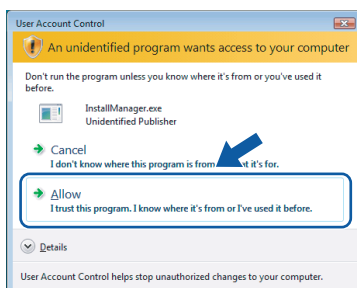 User Account Control
An unidentified program wants access to your computer
Don't run the program unless you know where it's from or you've used it
before.
InstallManager.exe
Unidentified Publisher
Cancel
I don't know where this program is from it's for.
Allow
I trust this program. I know where it's from or I've used it before.
Details
User Account Control helps stop unauthorized changes to your computer.